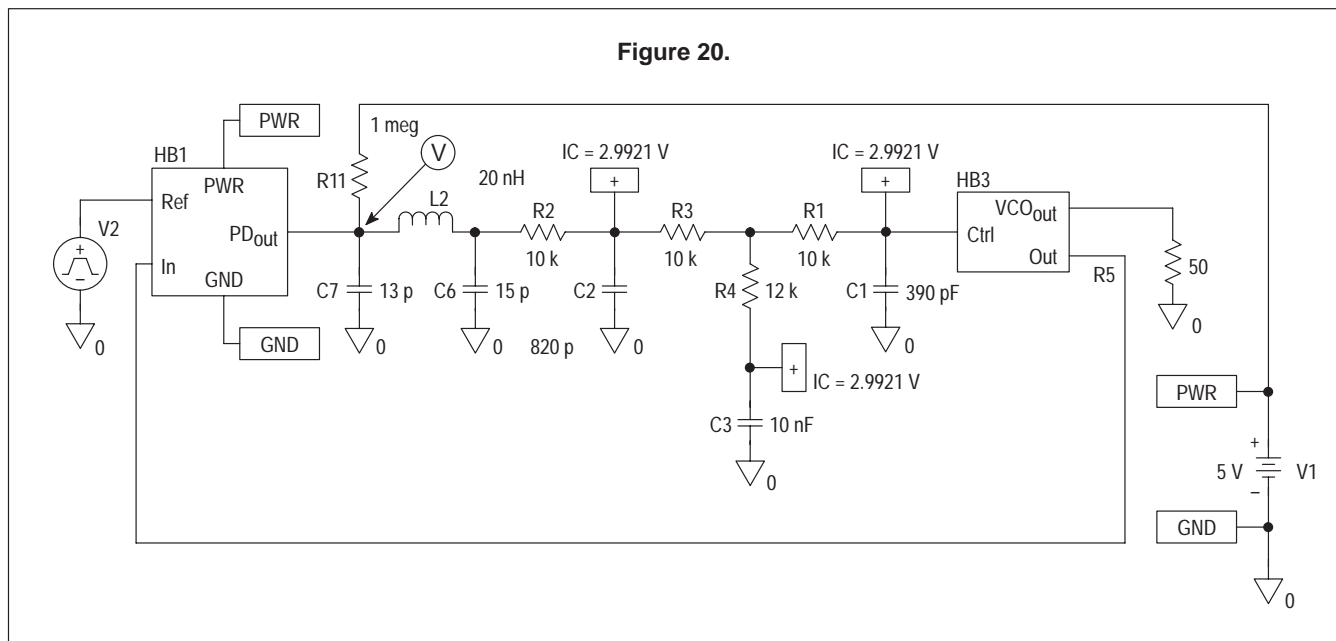 Figure 20.
PWR
1 meg
V
IC = 2.9921 V
+
IC = 2.9921 V
+
HB1
PWR
Ref
PDout
In
GND
V2
+
–
0
R11
20 nH
L2
R2
10 k
R3
10 k
R1
10 k
HB3
VCOout
Ctrl
Out
R5
50
0
C7
13 p
0
C6
15 p
0
C2
820 p
0
R4
12 k
C1
390 pF
0
GND
+
IC = 2.9921 V
C3
10 nF
0
PWR
+
5 V
V1
–
GND
0